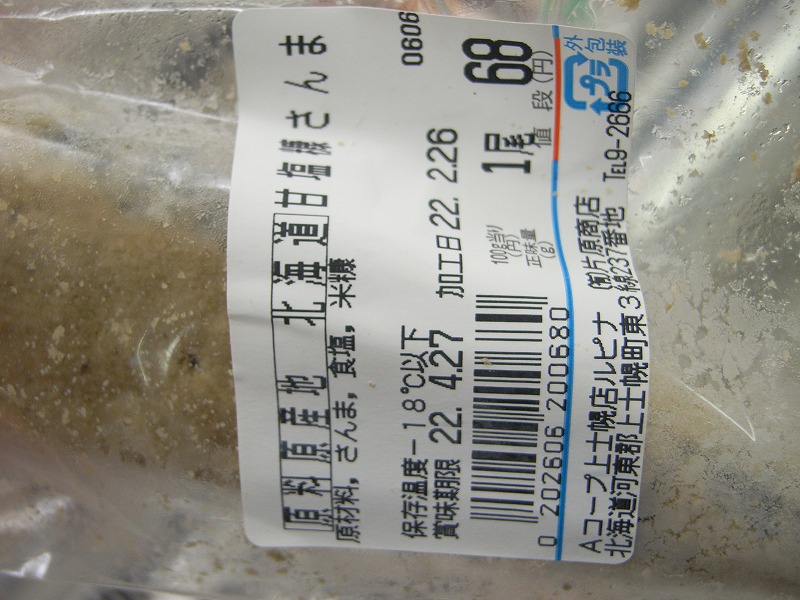 原料原産地 北海道甘塩糠さんま
原材料，さんま，食塩，米糠
0606
保存温度－18℃以下
賞味期限 22. 4.27 加工日 22. 2.26
100g当り(円)
正味量(g)
1尾
値段(円)
68
0 202606 200680
外包装
プラ
Aコープ上士幌店ルピナ ㈲片原商店
北海道河東郡上士幌町東3線237番地 TEL9-2666